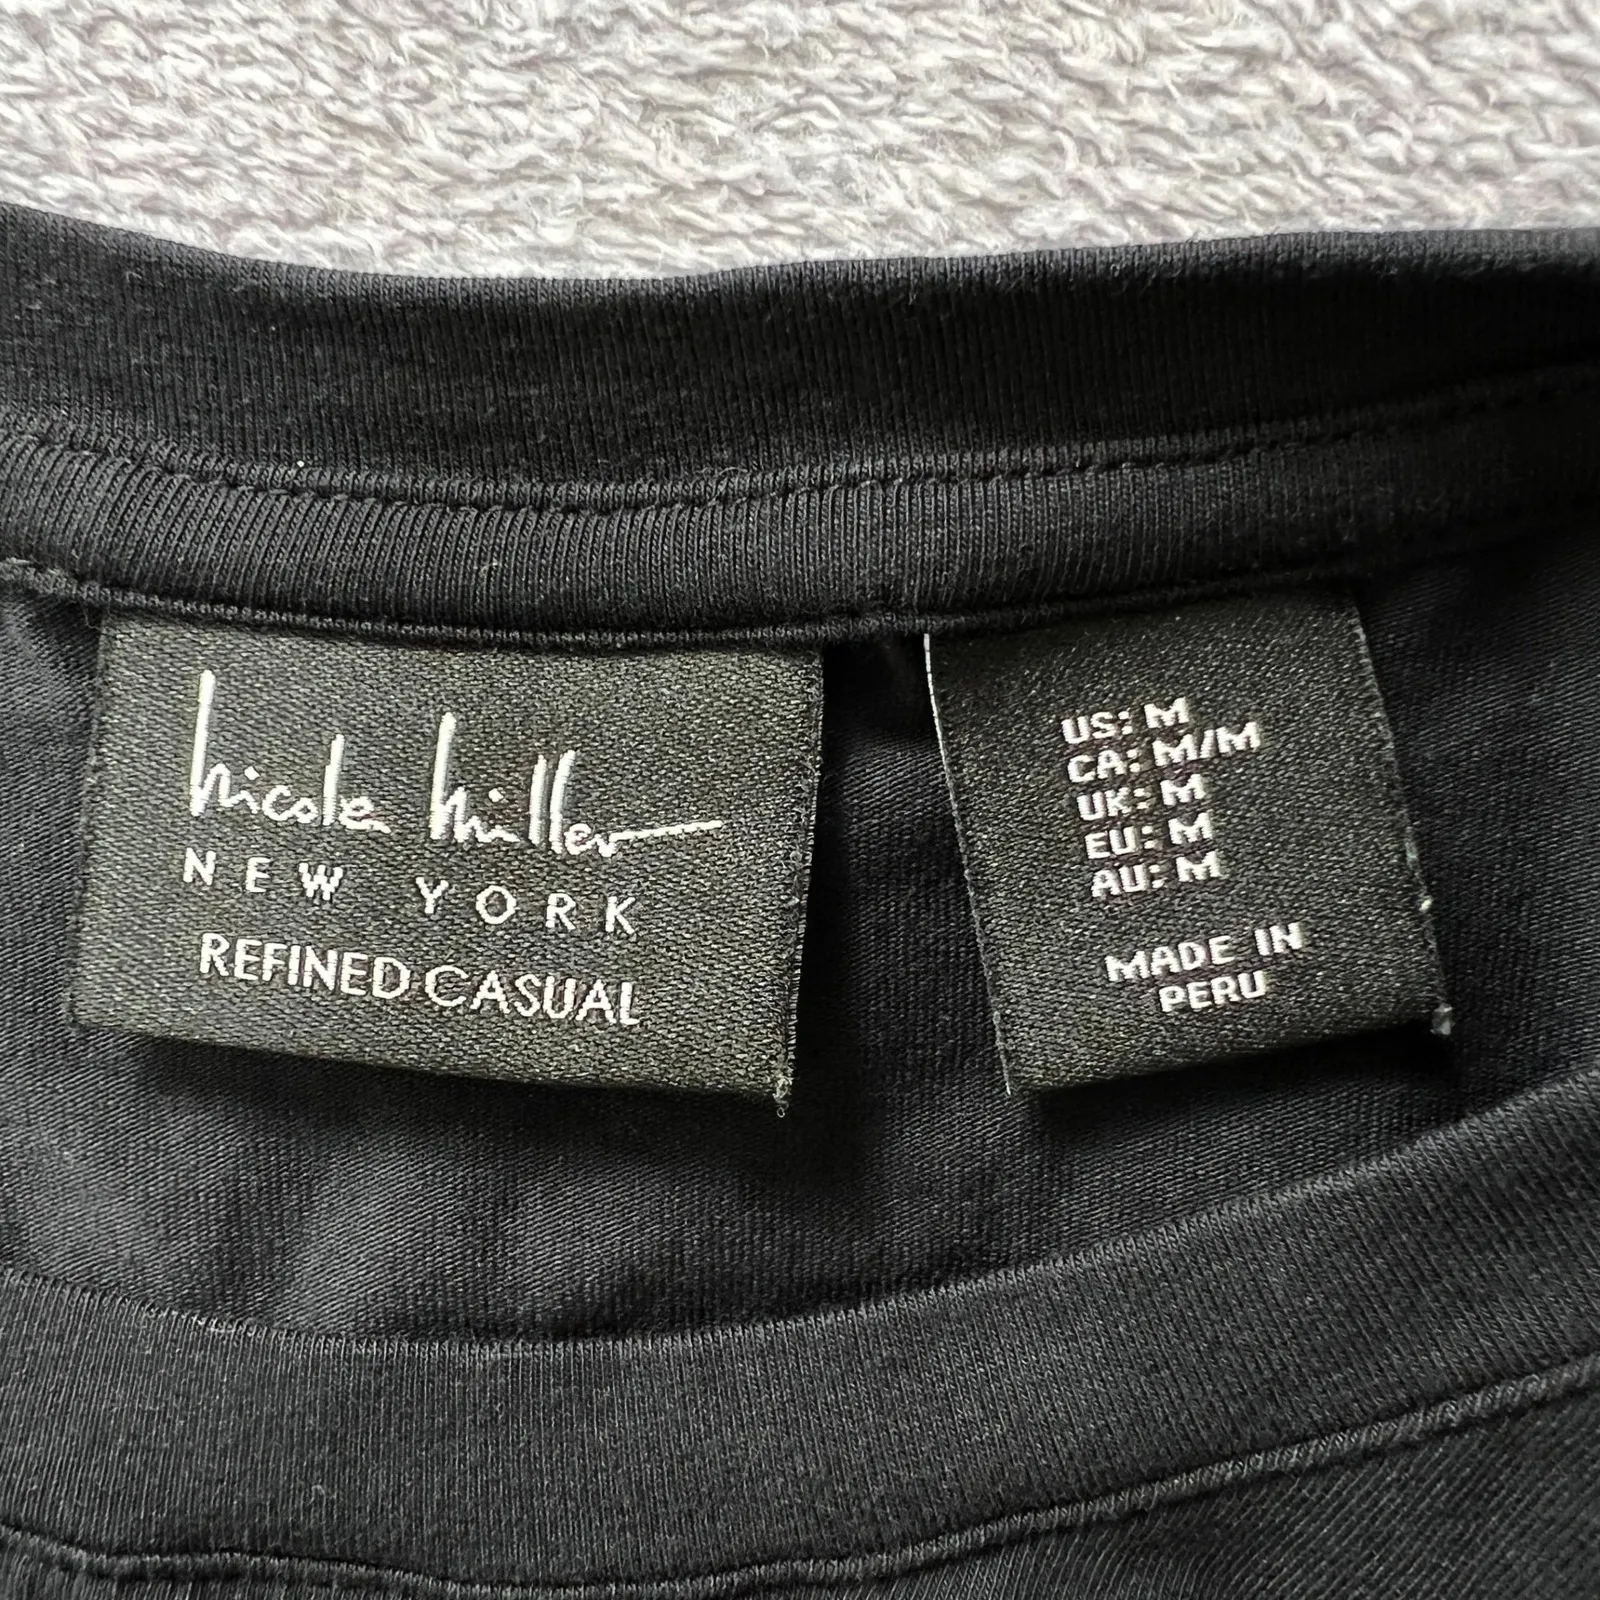 nicole miller
NEW YORK
REFINED CASUAL
US: M
CA: M/M
UK: M
EU: M
AU: M
MADE IN
PERU